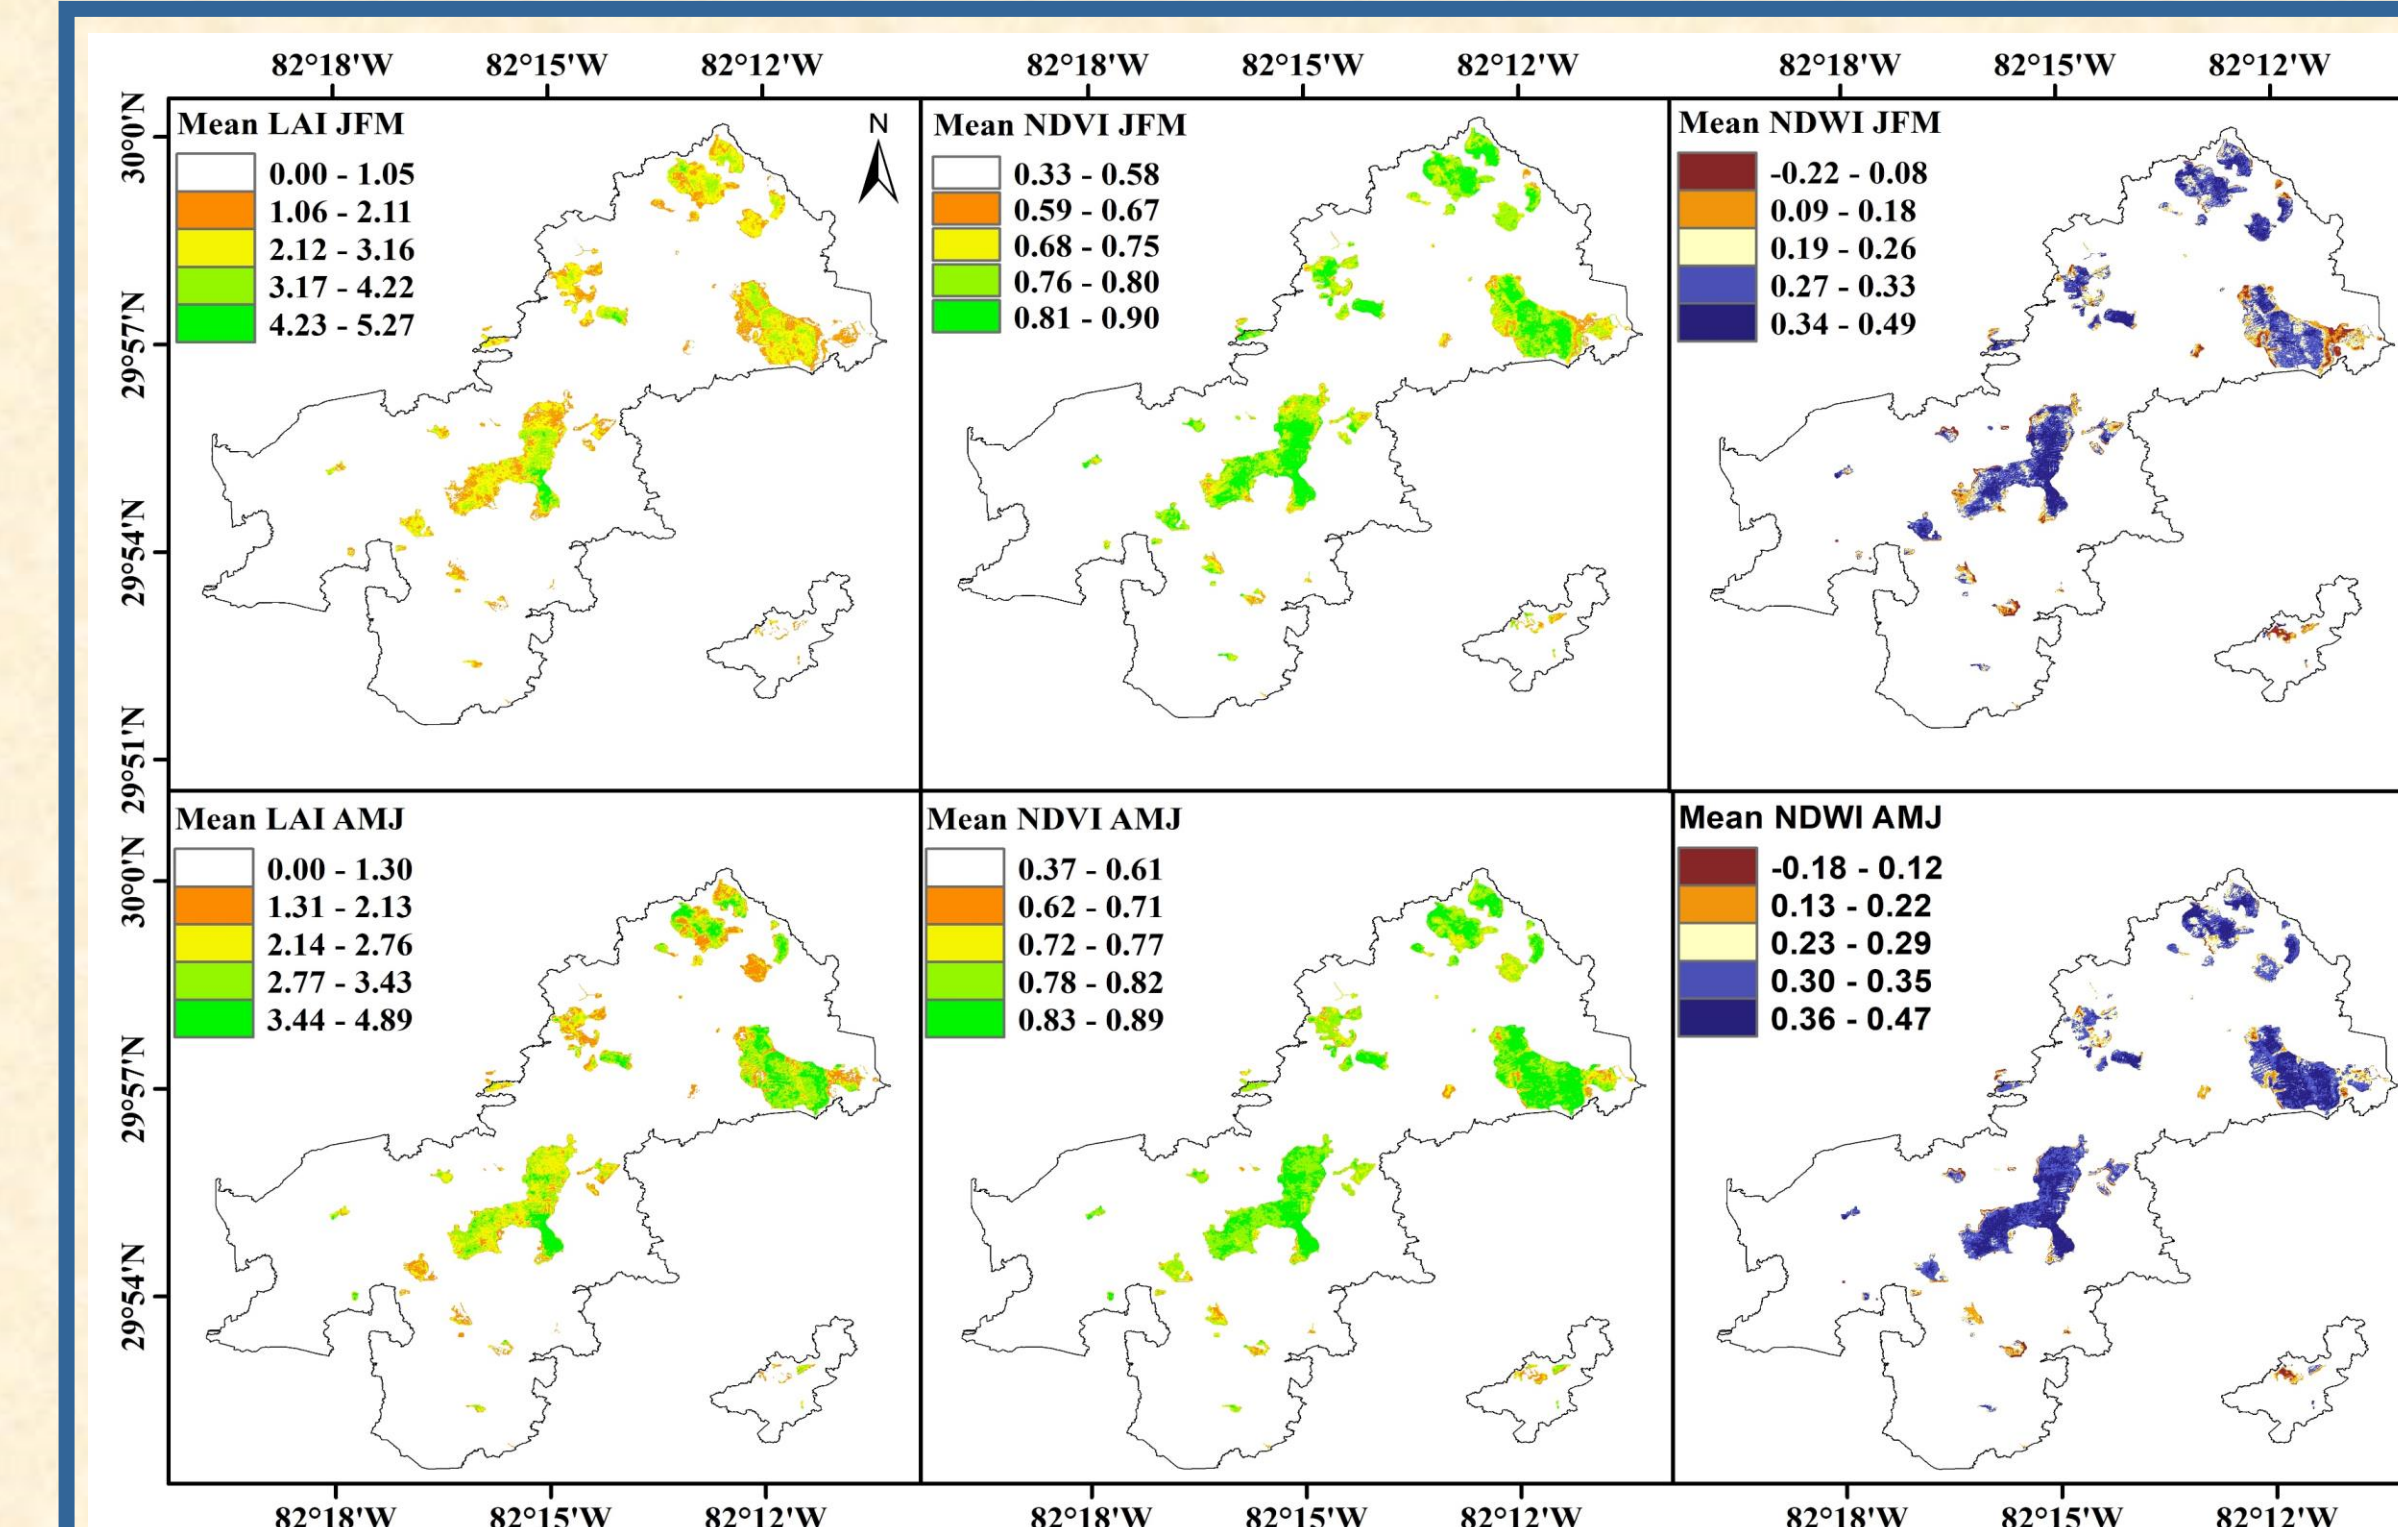 82°18'W 82°15'W 82°12'W 82°18'W 82°15'W 82°12'W 82°18'W 82°15'W 82°12'W
30°0'N
29°57'N
29°54'N
29°51'N
Mean LAI JFM
0.00 - 1.05
1.06 - 2.11
2.12 - 3.16
3.17 - 4.22
4.23 - 5.27
N
Mean NDVI JFM
0.33 - 0.58
0.59 - 0.67
0.68 - 0.75
0.76 - 0.80
0.81 - 0.90
Mean NDWI JFM
-0.22 - 0.08
0.09 - 0.18
0.19 - 0.26
0.27 - 0.33
0.34 - 0.49
30°0'N
29°57'N
29°54'N
Mean LAI AMJ
0.00 - 1.30
1.31 - 2.13
2.14 - 2.76
2.77 - 3.43
3.44 - 4.89
Mean NDVI AMJ
0.37 - 0.61
0.62 - 0.71
0.72 - 0.77
0.78 - 0.82
0.83 - 0.89
Mean NDWI AMJ
-0.18 - 0.12
0.13 - 0.22
0.23 - 0.29
0.30 - 0.35
0.36 - 0.47
82°18'W 82°15'W 82°12'W 82°18'W 82°15'W 82°12'W 82°18'W 82°15'W 82°12'W